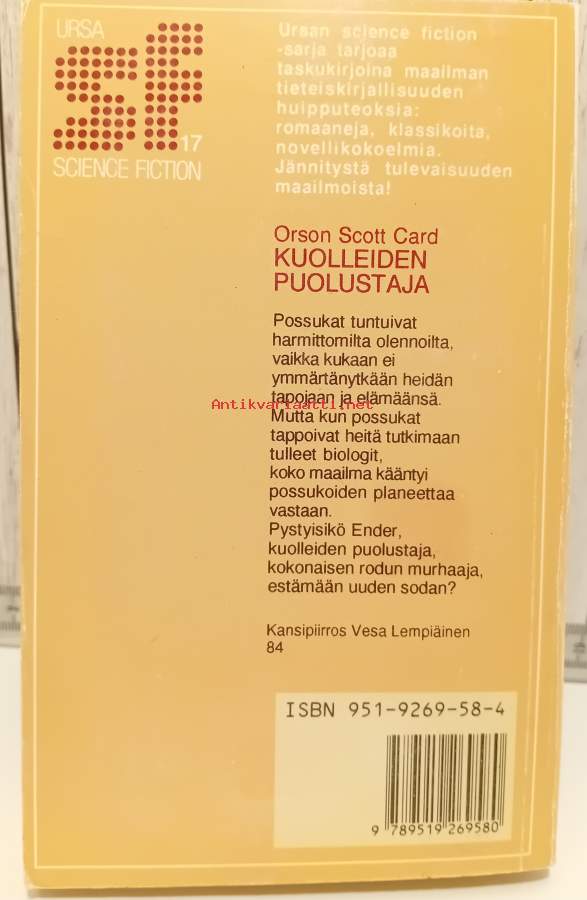 URSA
sf
17
SCIENCE FICTION
Ursan science fiction
-sarja tarjoaa
taskukirjoina maailman
tieteiskirjallisuuden
huipputeoksia:
romaaneja, klassikoita,
novellikokoelmia.
Jännitystä tulevaisuuden
maailmoista!
Orson Scott Card
KUOLLEIDEN
PUOLUSTAJA
Possukat tuntuivat
harmittomilta olennoilta,
vaikka kukaan ei
ymmärtänytkään heidän
tapojaan ja elämäänsä.
Antikvariaatti.net
Mutta kun possukat
tappoivat heitä tutkimaan
tulleet biologit,
koko maailma kääntyi
possukoiden planeettaa
vastaan.
Pystyisikö Ender,
kuolleiden puolustaja,
kokonaisen rodun murhaaja,
estämään uuden sodan?
Kansipiirros Vesa Lempiäinen
84
ISBN 951-9269-58-4
9 789519 269580